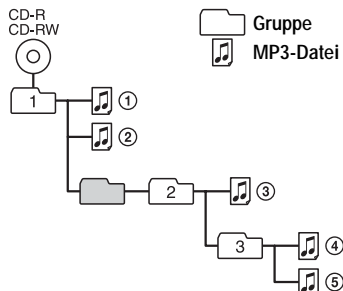 CD-R
CD-RW
Gruppe
MP3-Datei
1
①
②
2
③
3
④
⑤